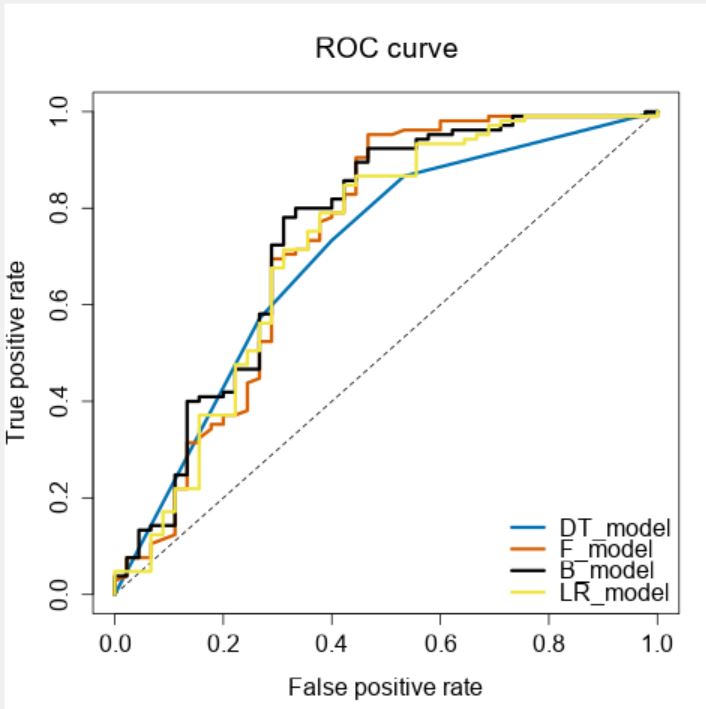 ROC curve
True positive rate
1.0
0.8
0.6
0.4
0.2
0.0
DT_model
F_model
B_model
LR_model
0.0 0.2 0.4 0.6 0.8 1.0
False positive rate